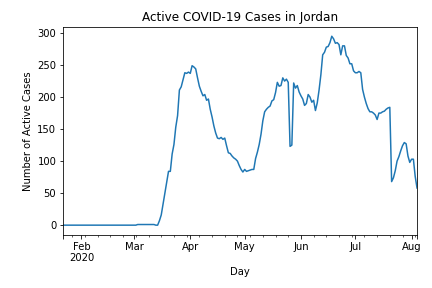 Active COVID-19 Cases in Jordan
Number of Active Cases
300
250
200
150
100
50
0
Feb
2020
Mar
Apr
May
Jun
Jul
Aug
Day